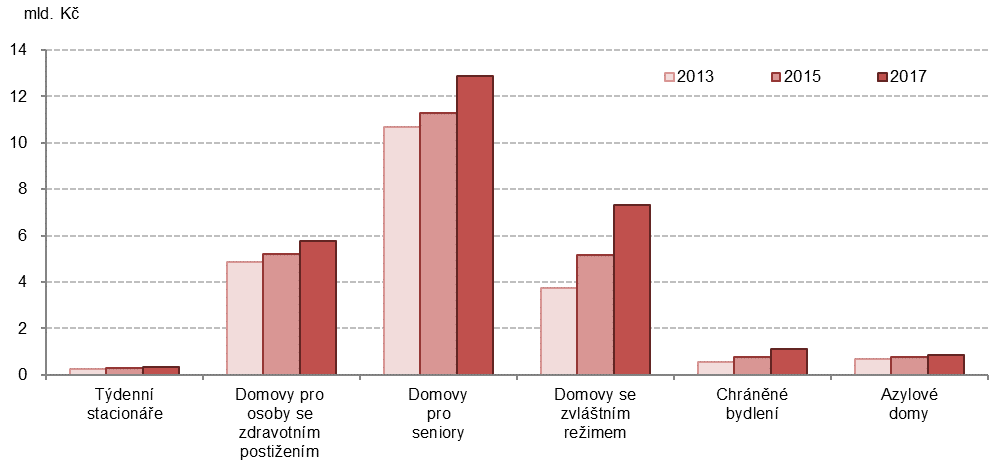 mld. Kč
14
12
10
8
6
4
2
0
2013 2015 2017
Týdenní
stacionáře
Domovy pro
osoby se
zdravotním
postižením
Domovy
pro
seniory
Domovy se
zvláštním
režimem
Chráněné
bydlení
Azylové
domy